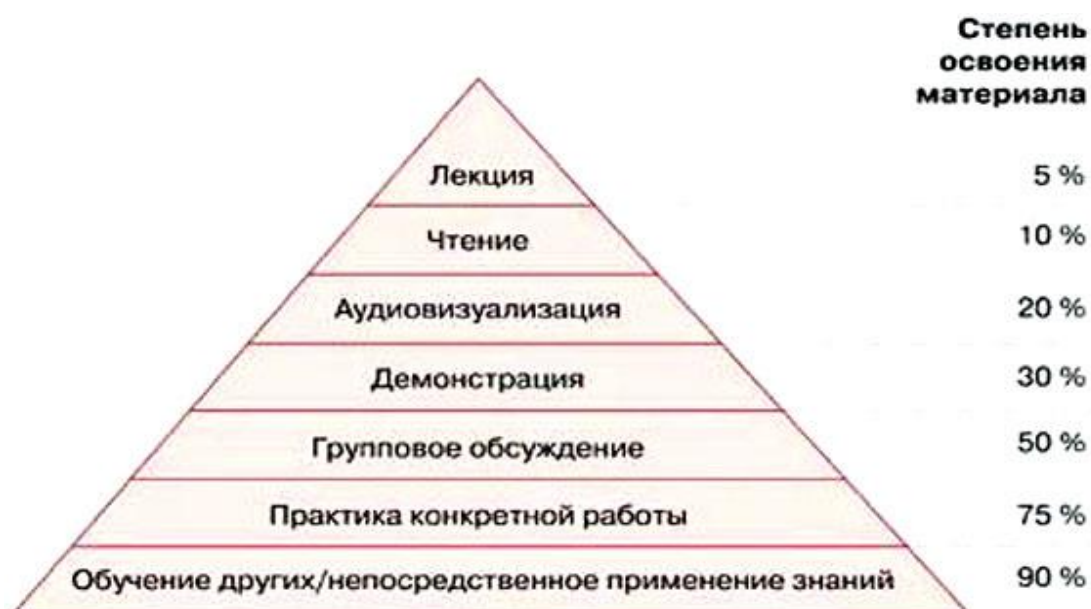 Степень
освоения
материала
Лекция 5 %
Чтение 10 %
Аудиовизуализация 20 %
Демонстрация 30 %
Групповое обсуждение 50 %
Практика конкретной работы 75 %
Обучение других/непосредственное применение знаний 90 %